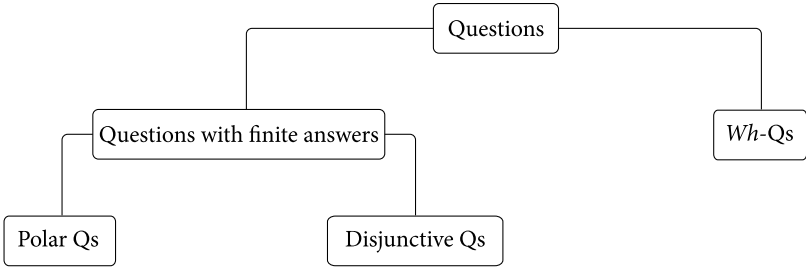 Questions
Questions with finite answers
Wh-Qs
Polar Qs
Disjunctive Qs